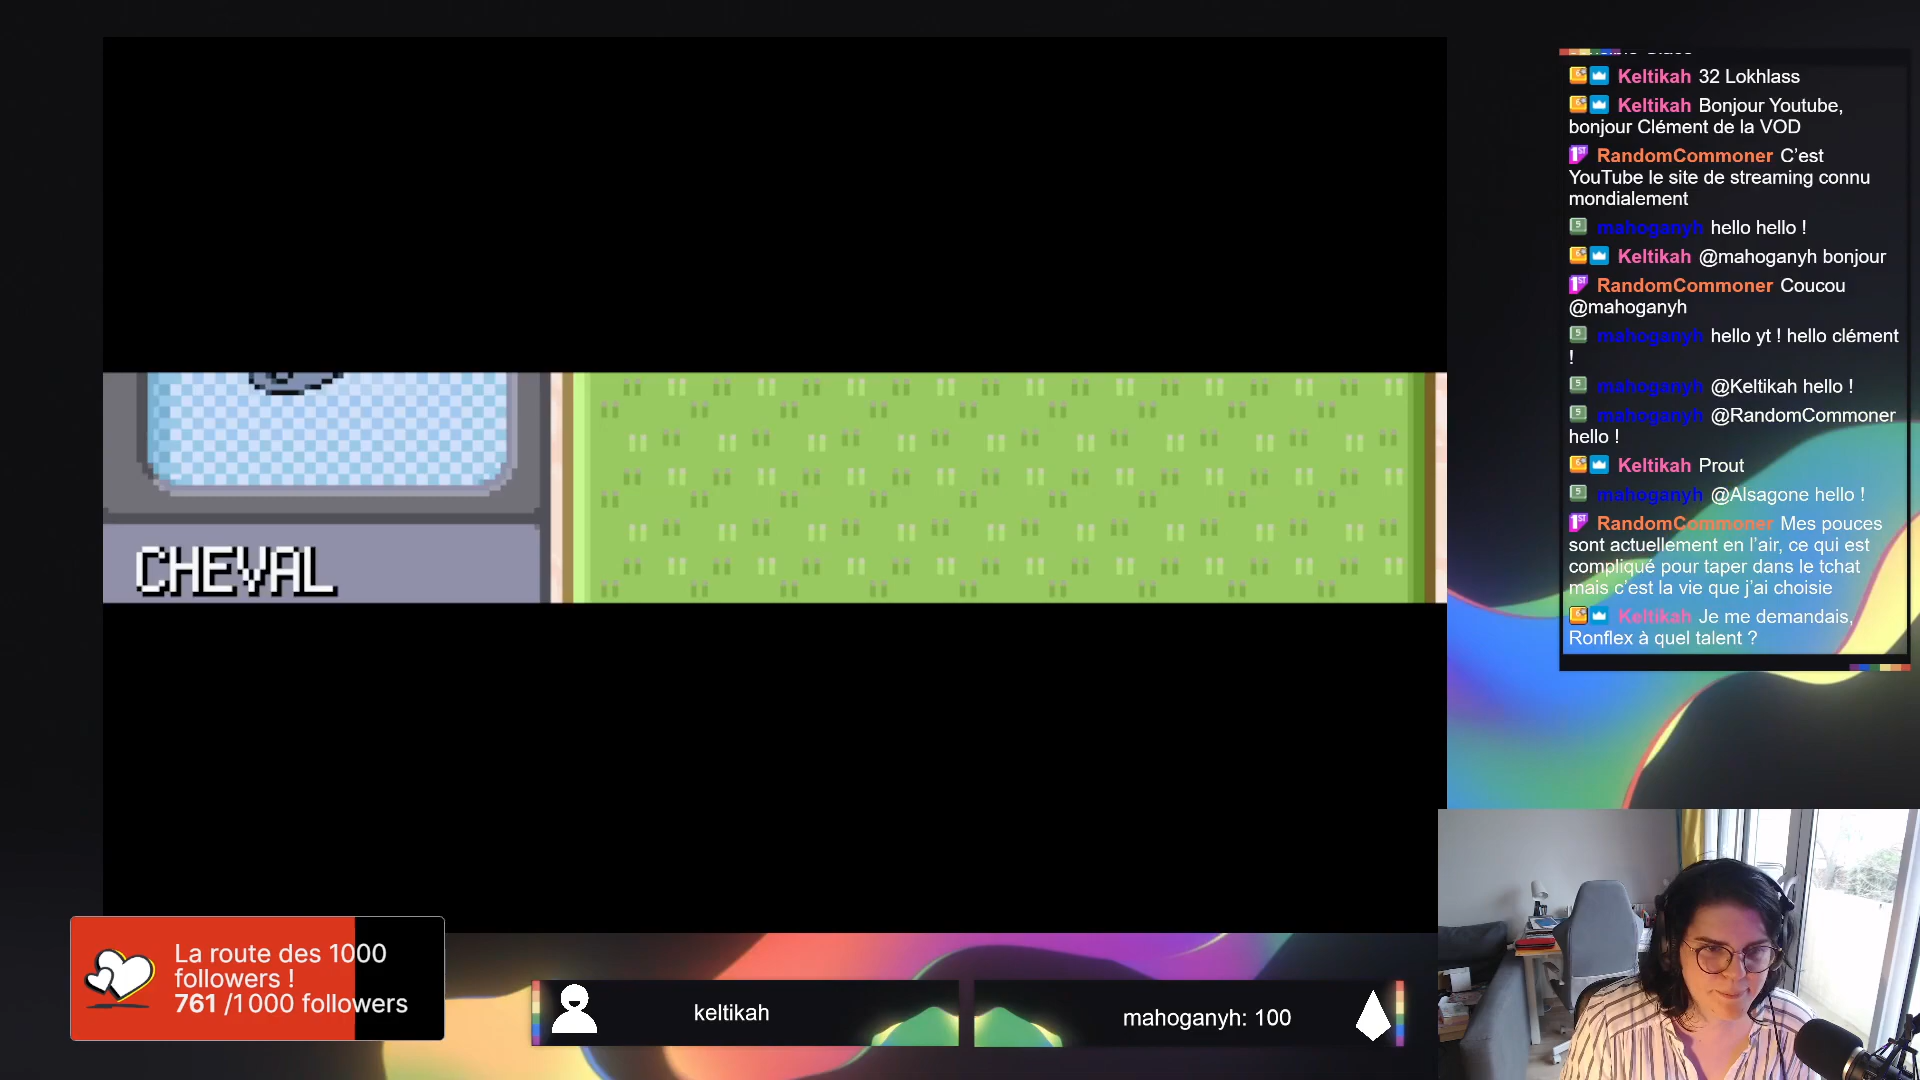 Keltikah 32 Lokhlass
Keltikah Bonjour Youtube,
bonjour Clément de la VOD
RandomCommoner C'est
YouTube le site de streaming connu
mondialement
mahoganyh hello hello !
Keltikah @mahoganyh bonjour
RandomCommoner Coucou
@mahoganyh
mahoganyh hello yt ! hello clément
!
mahoganyh @Keltikah hello !
mahoganyh @RandomCommoner
hello !
Keltikah Prout
mahoganyh @Alsagone hello !
RandomCommoner Mes pouces
sont actuellement en l'air, ce qui est
compliqué pour taper dans le tchat
mais c'est la vie que j'ai choisie
Keltikah Je me demandais,
Ronflex à quel talent ?
CHEVAL
La route des 1000
followers !
761 /1000 followers
keltikah
mahoganyh: 100